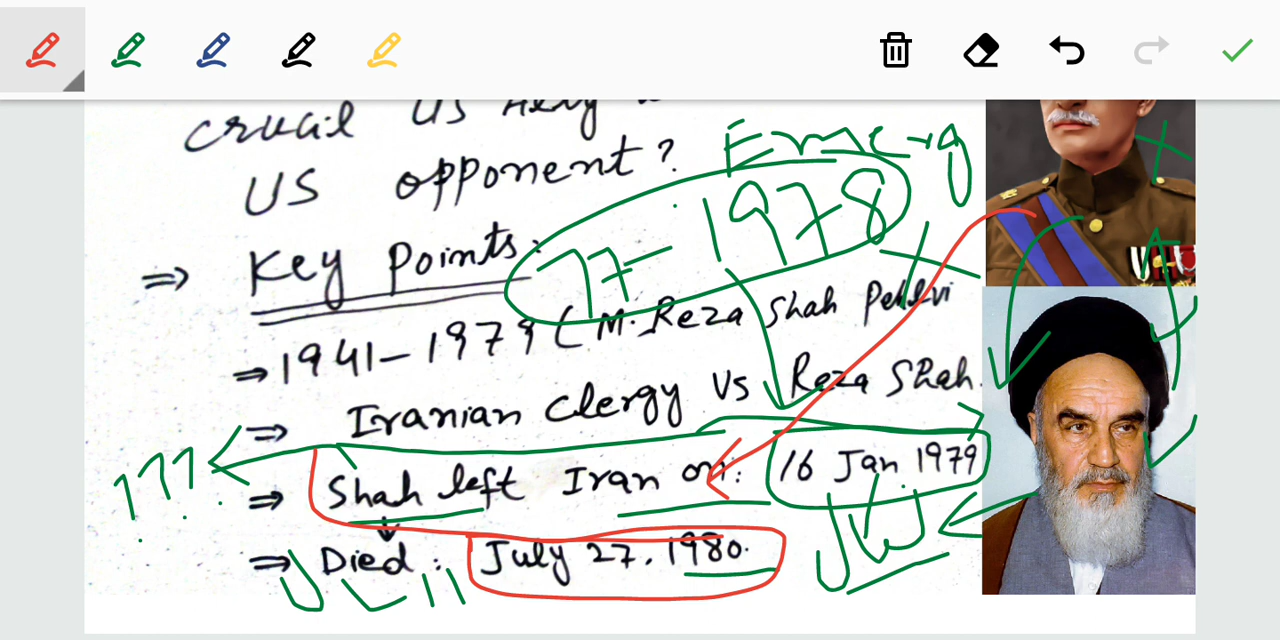 crucial US Ally
US opponent?
Emerg
77-1978
⇒ Key Points:
⇒ 1941-1979 ( M. Reza Shah Pehlvi
⇒ Iranian Clergy vs Reza Shah.
???
⇒ Shah left Iran on: 16 Jan 1979
⇒ Died : July 27, 1980.